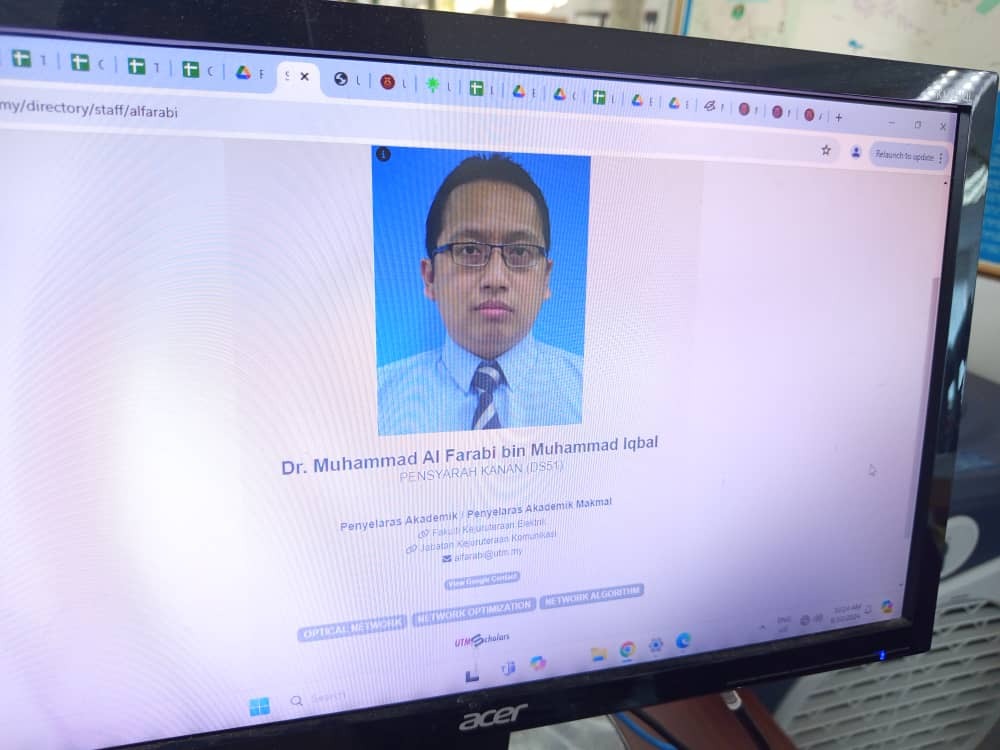 my/directory/staff/alfarabi
Relaunch to update
Dr. Muhammad Al Farabi bin Muhammad Iqbal
PENSYARAH KANAN (DS51)
Penyelaras Akademik / Penyelaras Akademik Makmal
Fakulti Kejuruteraan Elektrik
Jabatan Kejuruteraan Komunikasi
alfarabi@utm.my
View Google Contact
OPTICAL NETWORK NETWORK OPTIMIZATION NETWORK ALGORITHM
UTMScholars
Search
ENG
acer